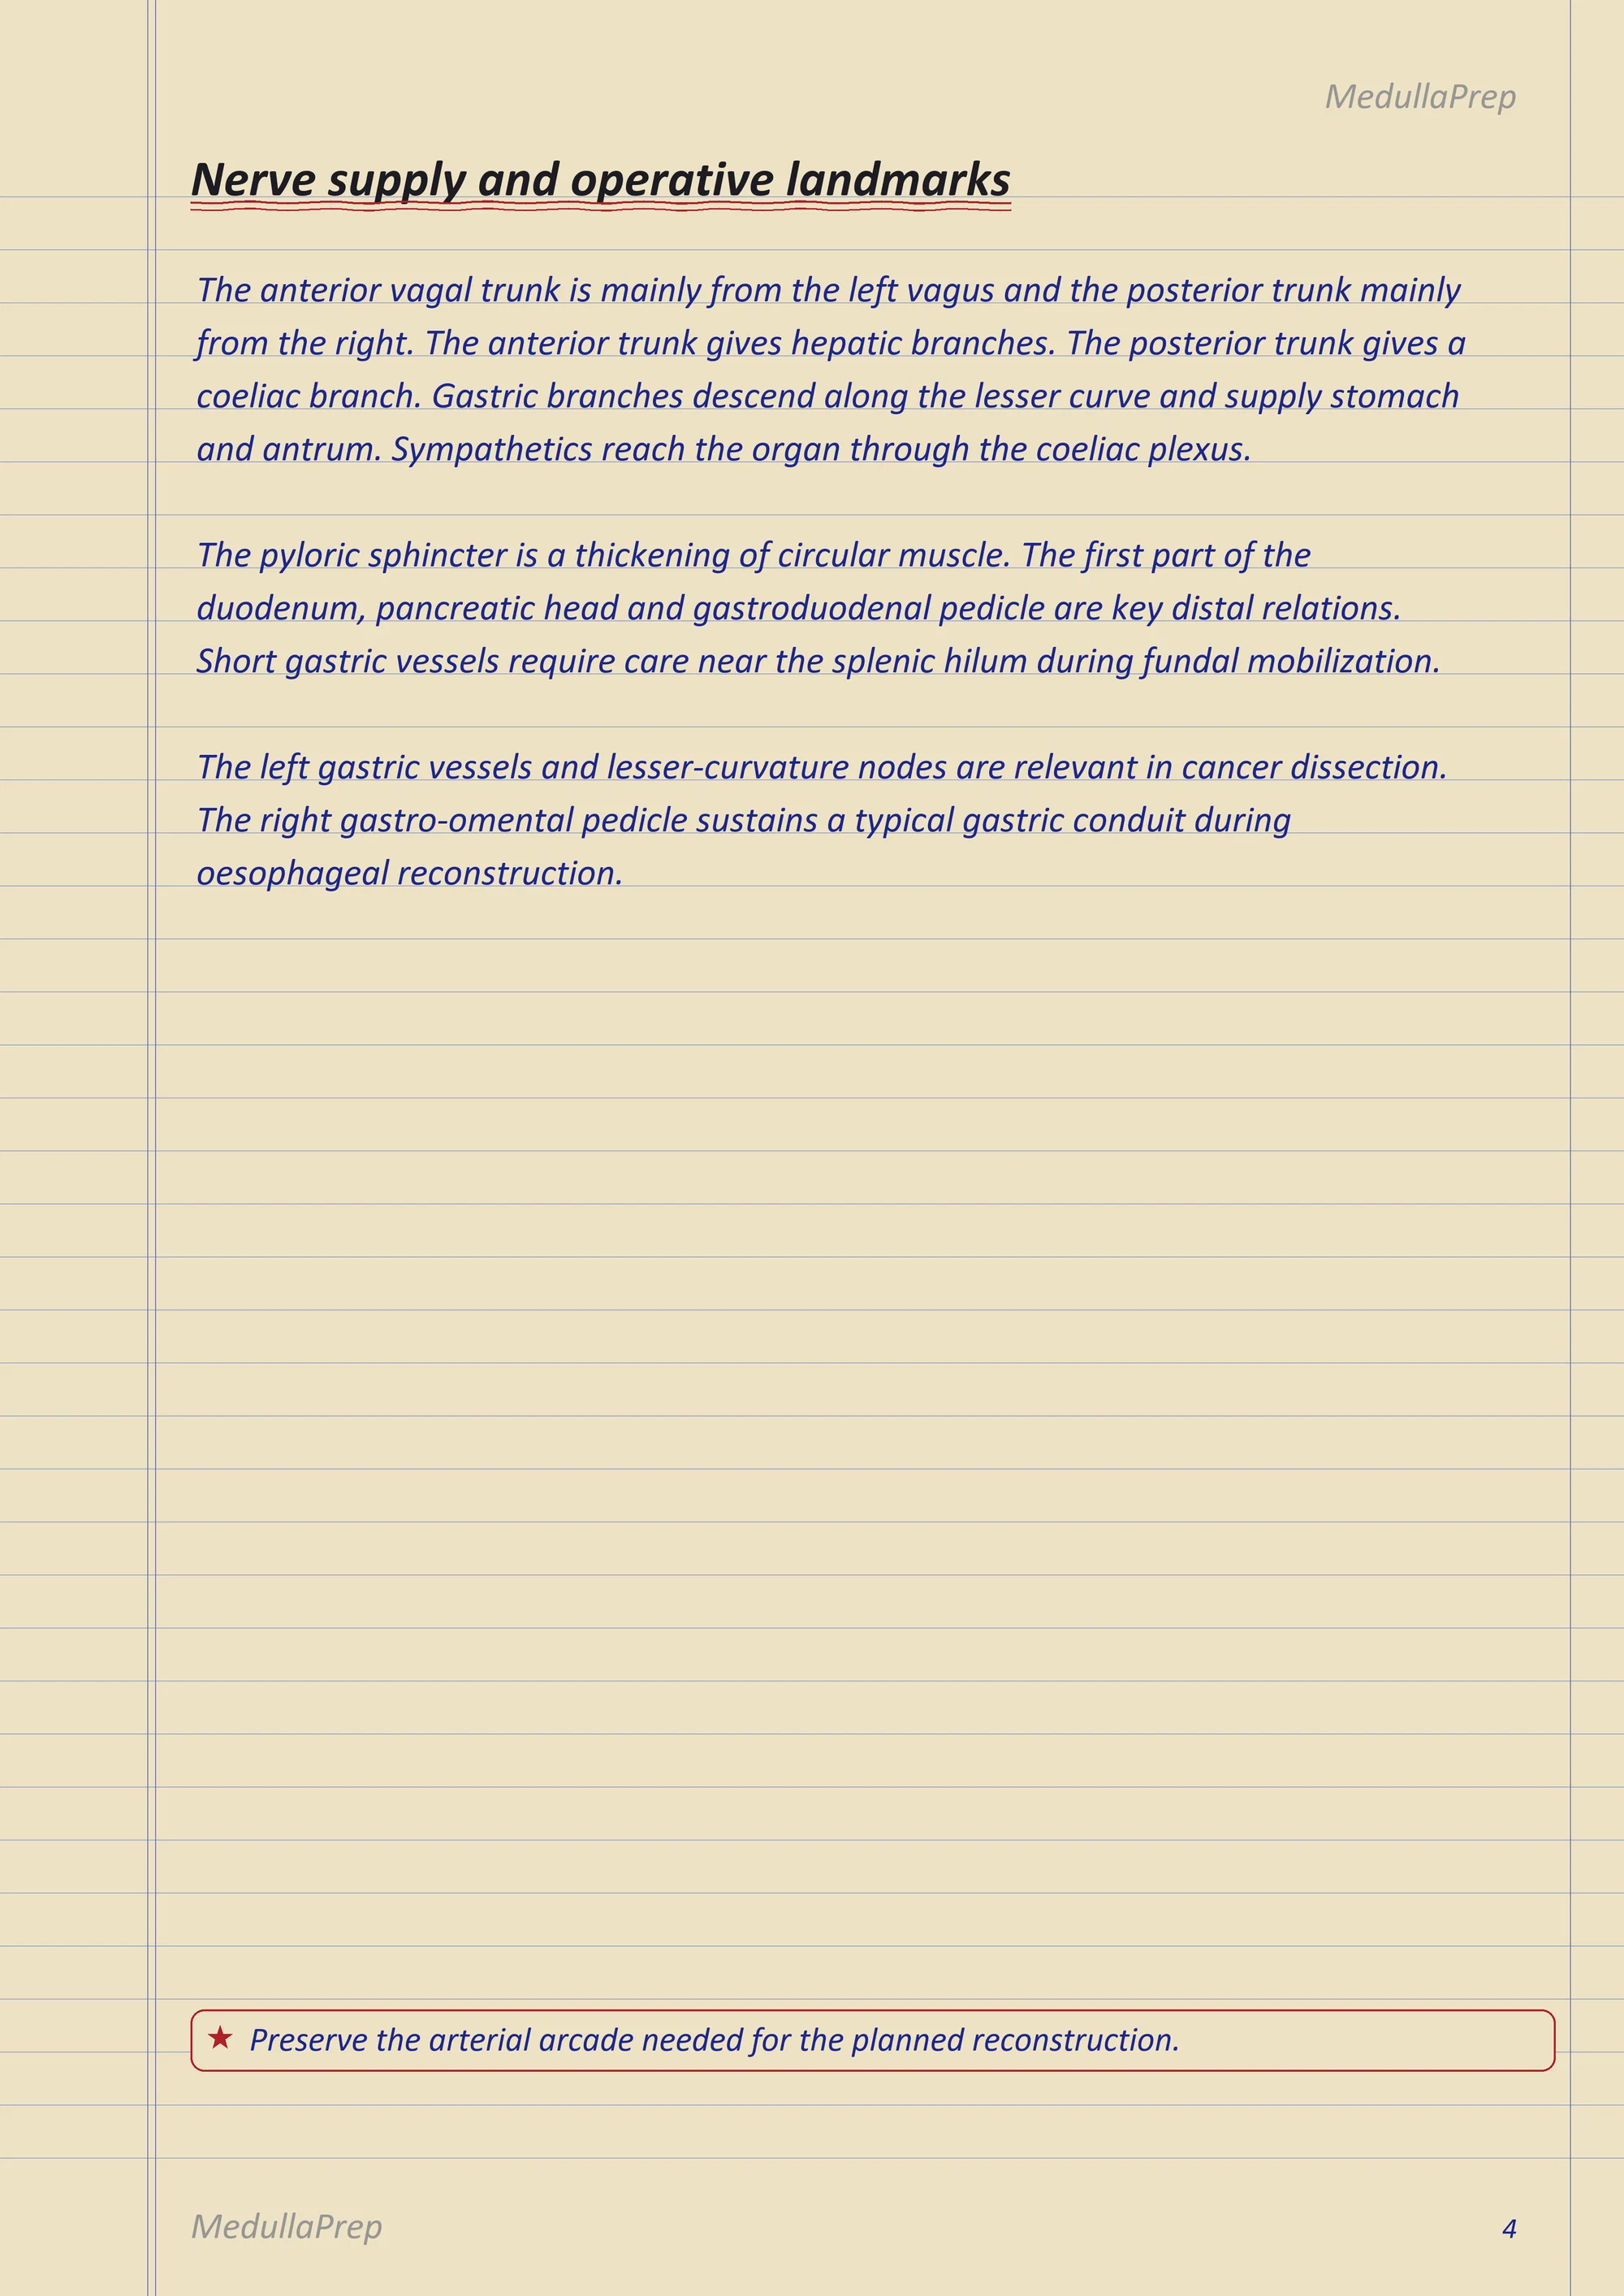 MedullaPrep
Nerve supply and operative landmarks
The anterior vagal trunk is mainly from the left vagus and the posterior trunk mainly
from the right. The anterior trunk gives hepatic branches. The posterior trunk gives a
coeliac branch. Gastric branches descend along the lesser curve and supply stomach
and antrum. Sympathetics reach the organ through the coeliac plexus.
The pyloric sphincter is a thickening of circular muscle. The first part of the
duodenum, pancreatic head and gastroduodenal pedicle are key distal relations.
Short gastric vessels require care near the splenic hilum during fundal mobilization.
The left gastric vessels and lesser-curvature nodes are relevant in cancer dissection.
The right gastro-omental pedicle sustains a typical gastric conduit during
oesophageal reconstruction.
★ Preserve the arterial arcade needed for the planned reconstruction.
MedullaPrep
4